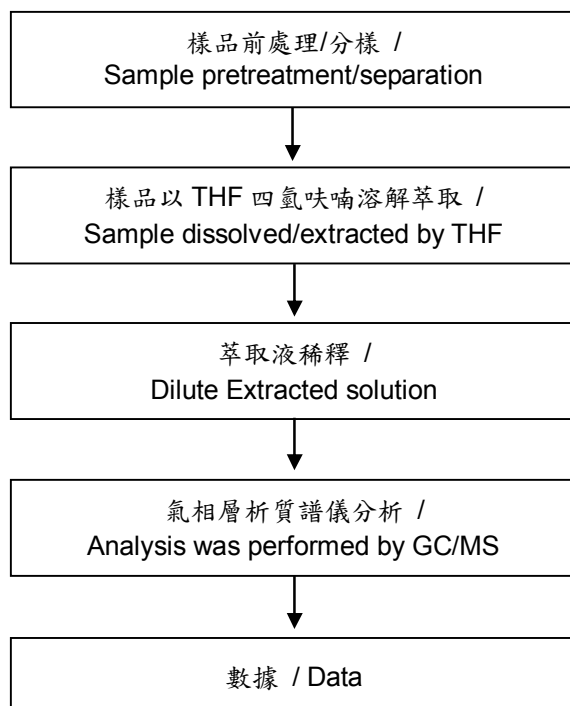 樣品前處理/分樣 /
Sample pretreatment/separation
樣品以 THF 四氫呋喃溶解萃取 /
Sample dissolved/extracted by THF
萃取液稀釋 /
Dilute Extracted solution
氣相層析質譜儀分析 /
Analysis was performed by GC/MS
數據 / Data